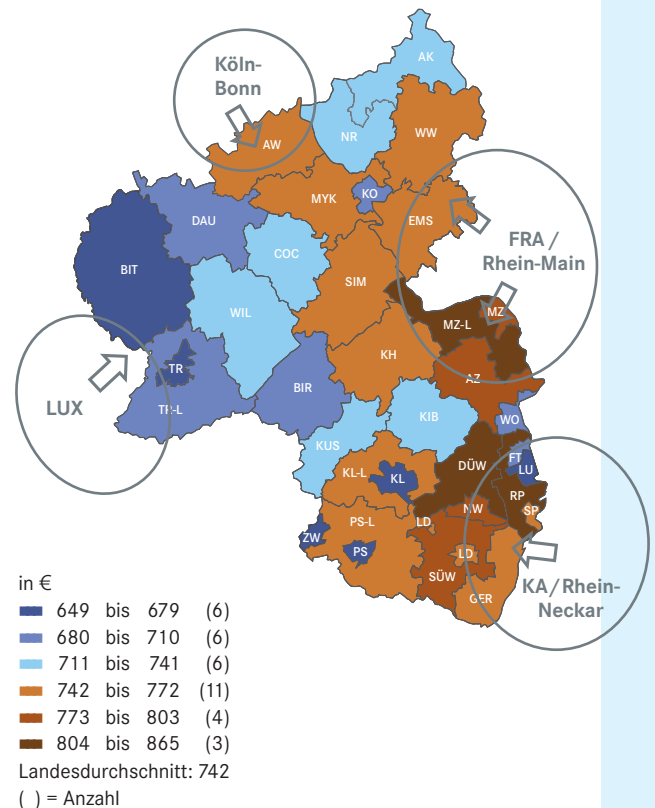 AK
Köln-
Bonn
NR
WW
AW
MYK
KO
DAU
EMS
FRA /
Rhein-Main
COC
BIT
SIM
WIL
MZ
MZ-L
KH
TR
AZ
BIR
LUX
TR-L
KIB
WO
KUS
FT
DÜW
LU
KL-L
KL
RP
NW
SP
PS-L
LD
ZW
PS
LD
SÜW
KA/Rhein-
Neckar
GER
in €
649 bis 679 (6)
680 bis 710 (6)
711 bis 741 (6)
742 bis 772 (11)
773 bis 803 (4)
804 bis 865 (3)
Landesdurchschnitt: 742
( ) = Anzahl